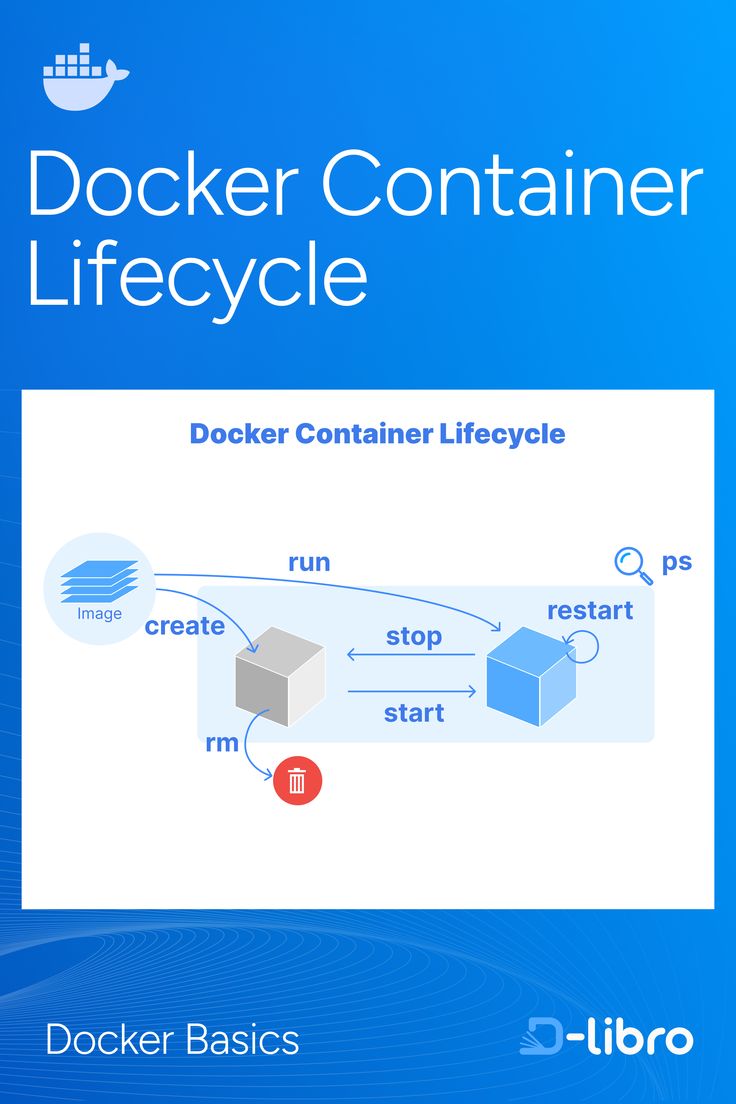 Docker Container
Lifecycle
Docker Container Lifecycle
run
ps
restart
Image
create
stop
start
rm
Docker Basics
D-libro